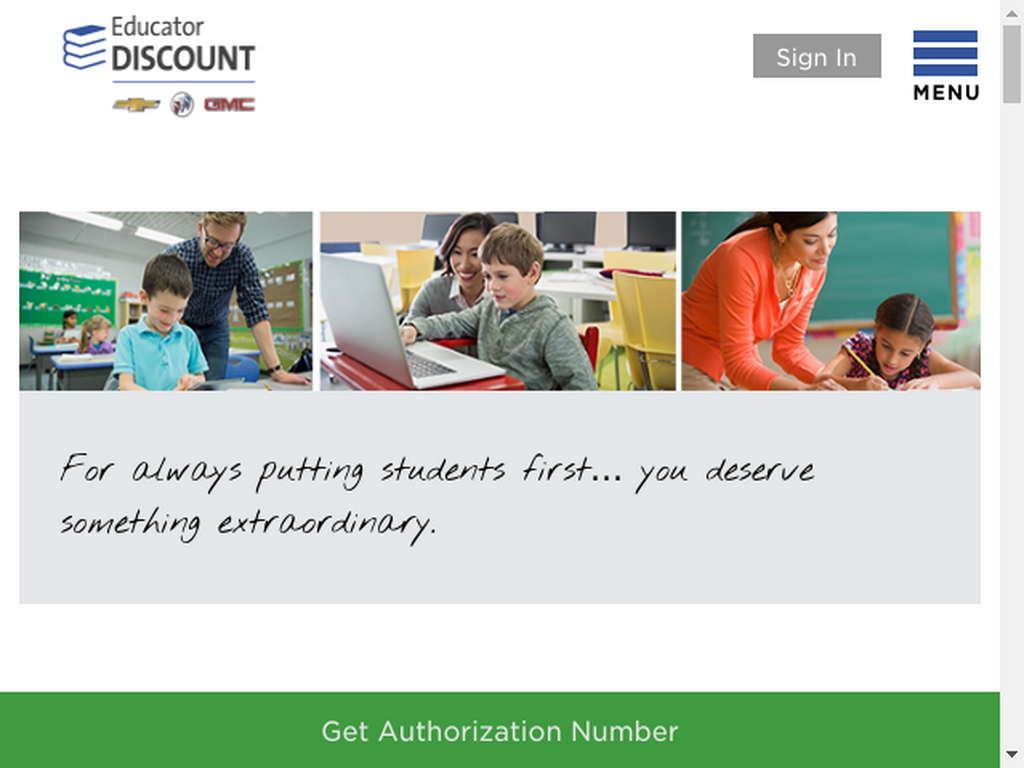 Educator
DISCOUNT
GMC
Sign In
MENU
For always putting students first... you deserve
something extraordinary.
Get Authorization Number